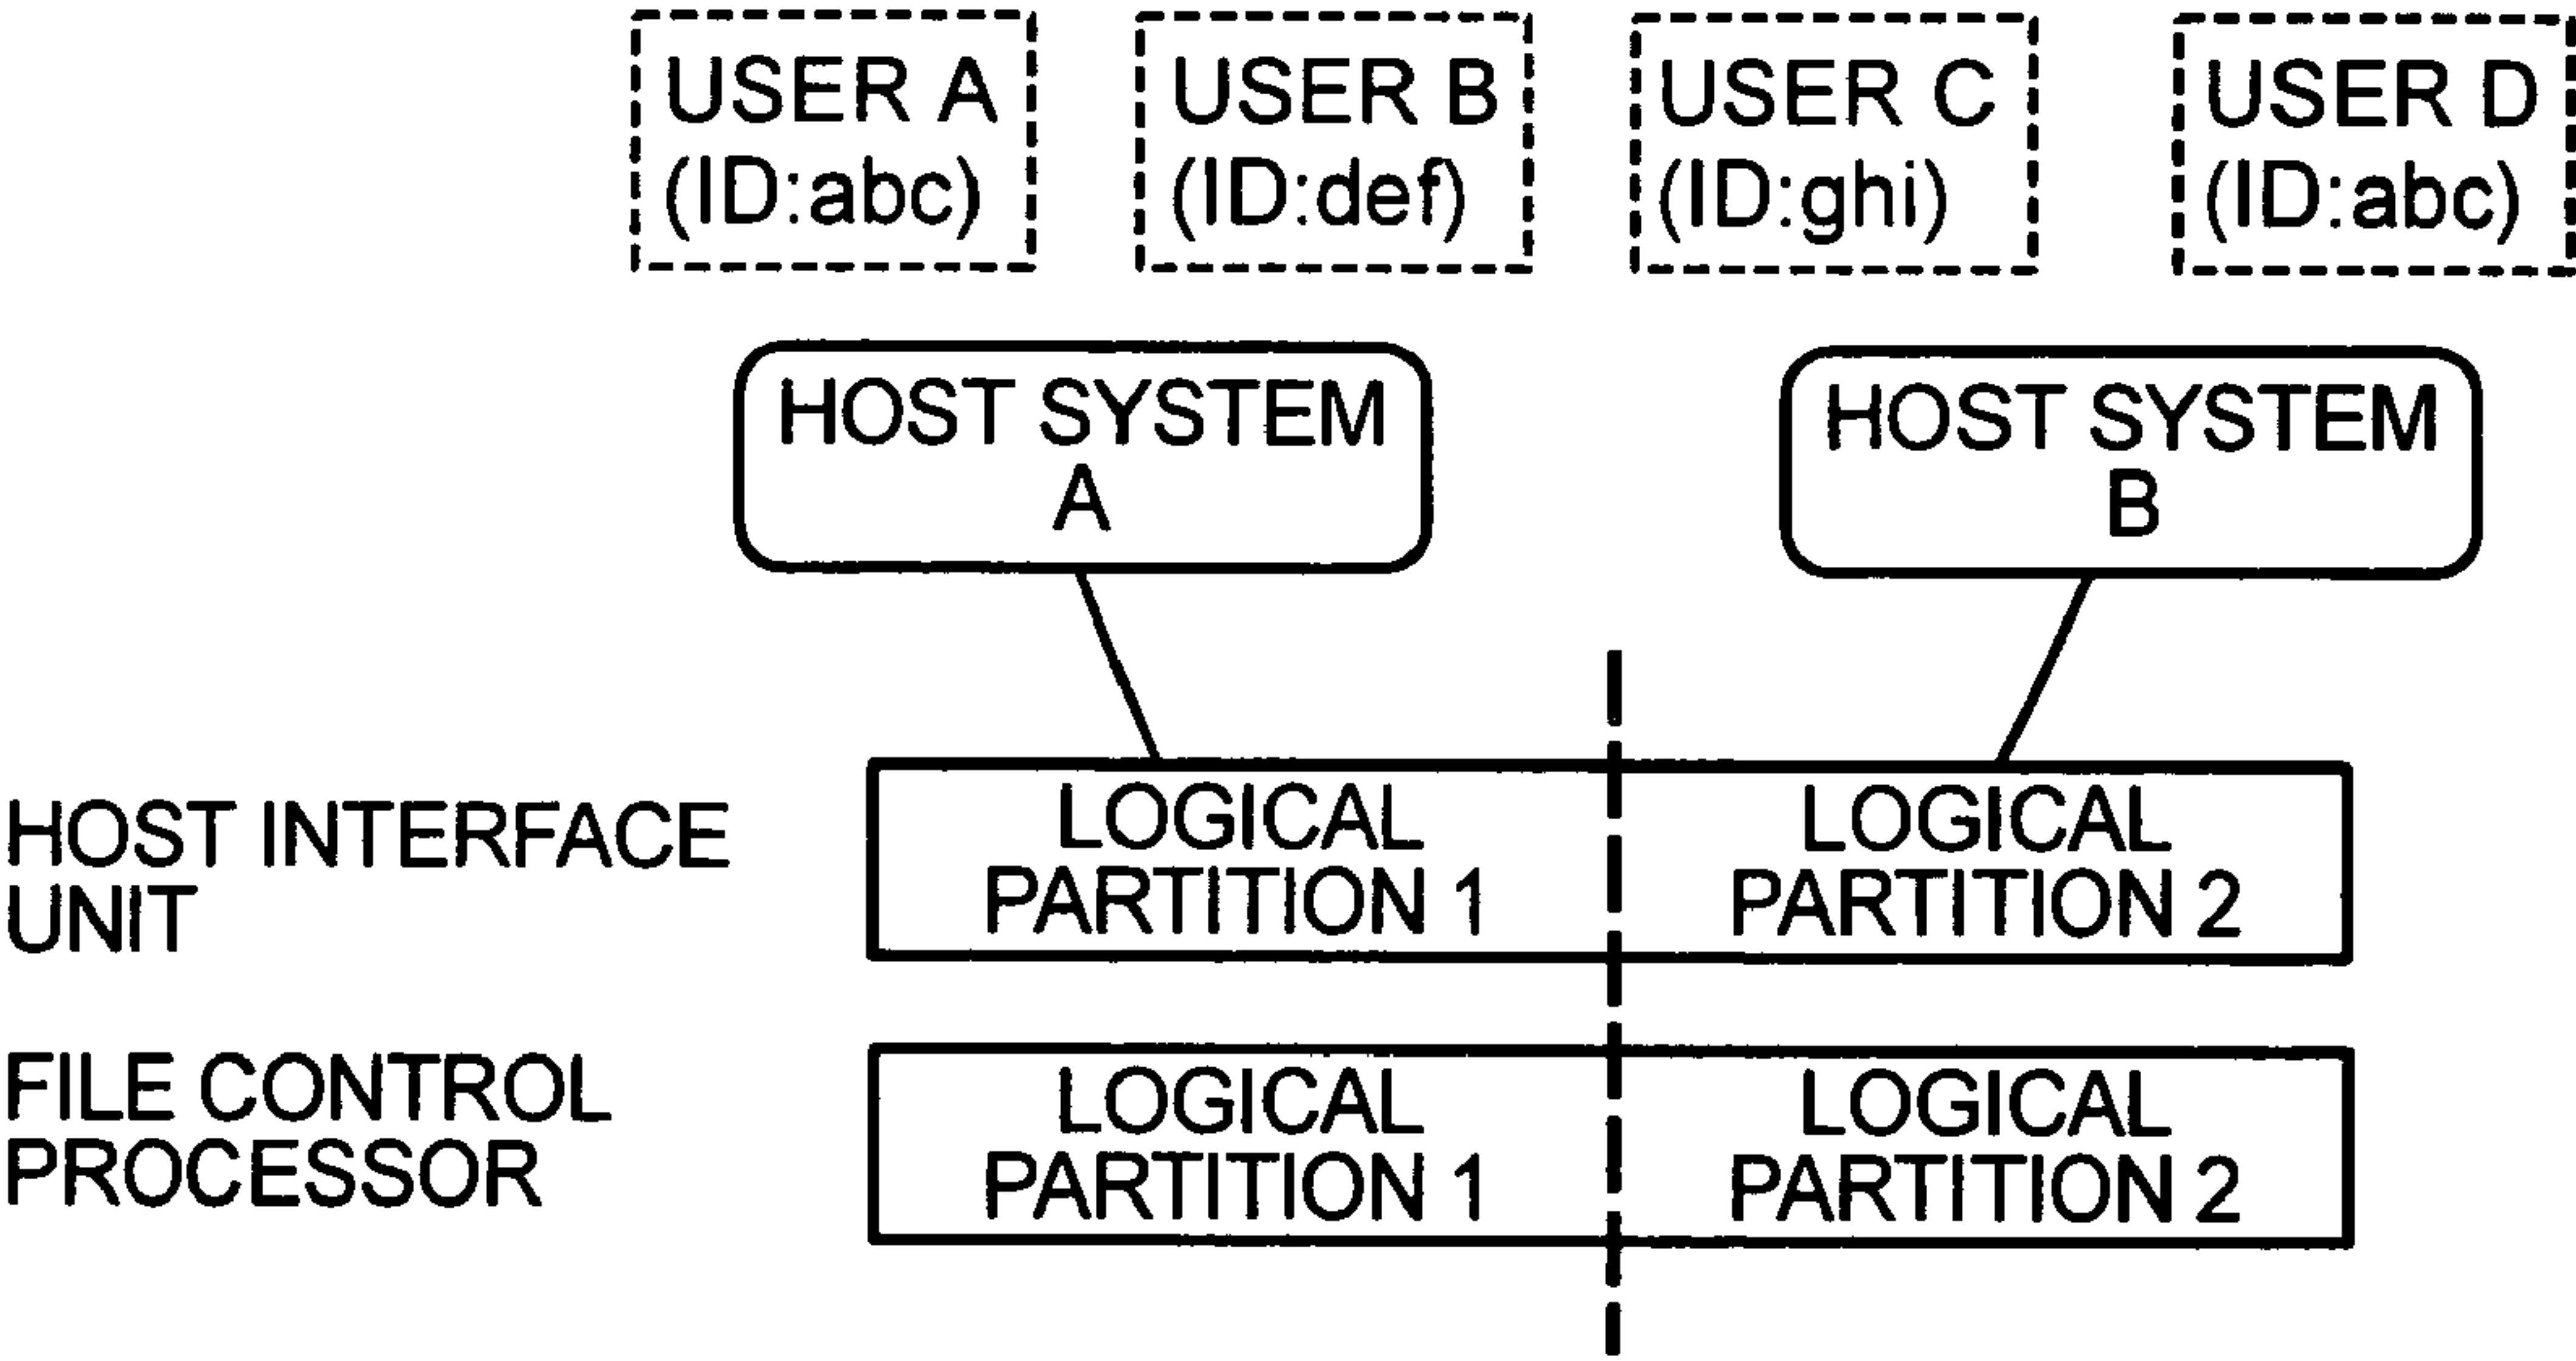 USER A
(ID:abc)
USER B
(ID:def)
USER C
(ID:ghi)
USER D
(ID:abc)
HOST SYSTEM
A
HOST SYSTEM
B
HOST INTERFACE
UNIT
LOGICAL
PARTITION 1
LOGICAL
PARTITION 2
FILE CONTROL
PROCESSOR
LOGICAL
PARTITION 1
LOGICAL
PARTITION 2